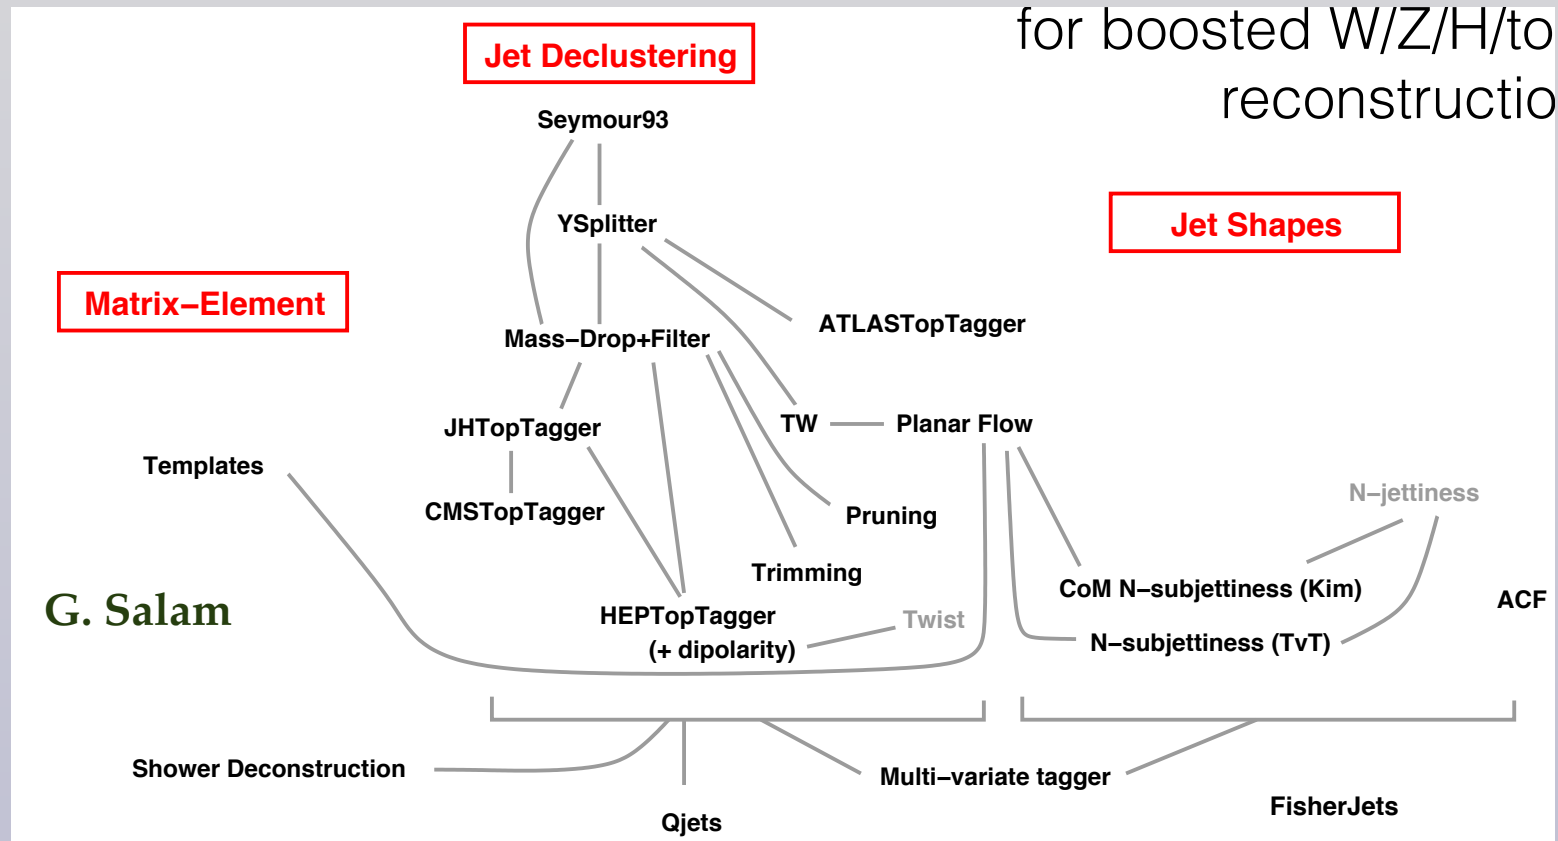 for boosted W/Z/H/to
reconstructio
Jet Declustering
Seymour93
YSplitter
Jet Shapes
Matrix–Element
Mass–Drop+Filter
ATLASTopTagger
JHTopTagger
TW
Planar Flow
Templates
CMSTopTagger
Pruning
N–jettiness
Trimming
CoM N–subjettiness (Kim)
ACF
G. Salam
HEPTopTagger
(+ dipolarity)
Twist
N–subjettiness (TvT)
Shower Deconstruction
Multi–variate tagger
Qjets
FisherJets